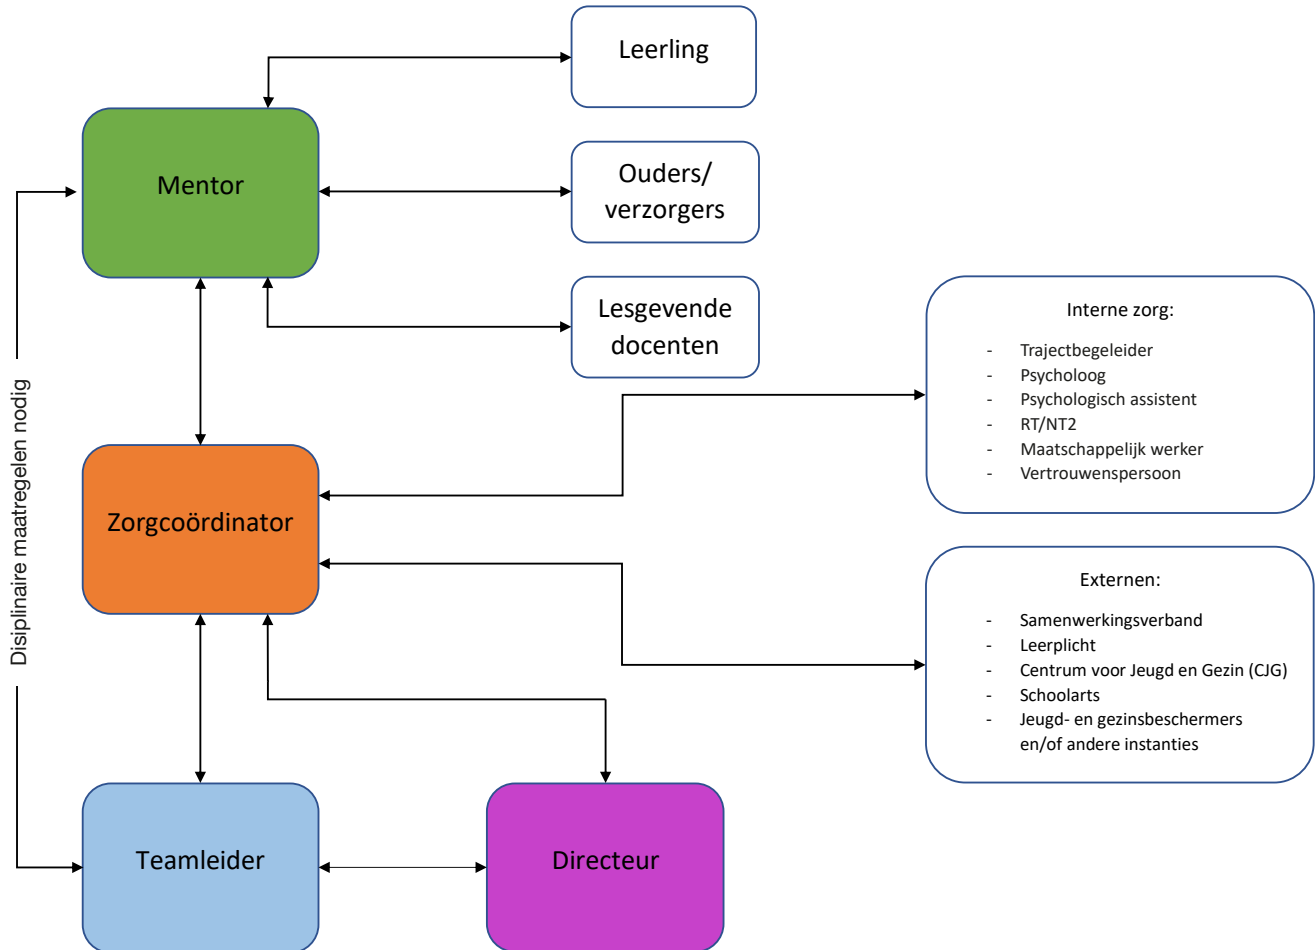 Leerling
Mentor
Ouders/
verzorgers
Lesgevende
docenten
Disiplinaire maatregelen nodig
Zorgcoördinator
Interne zorg:
- Trajectbegeleider
- Psycholoog
- Psychologisch assistent
- RT/NT2
- Maatschappelijk werker
- Vertrouwenspersoon
Externen:
- Samenwerkingsverband
- Leerplicht
- Centrum voor Jeugd en Gezin (CJG)
- Schoolarts
- Jeugd- en gezinsbeschermers
en/of andere instanties
Teamleider
Directeur